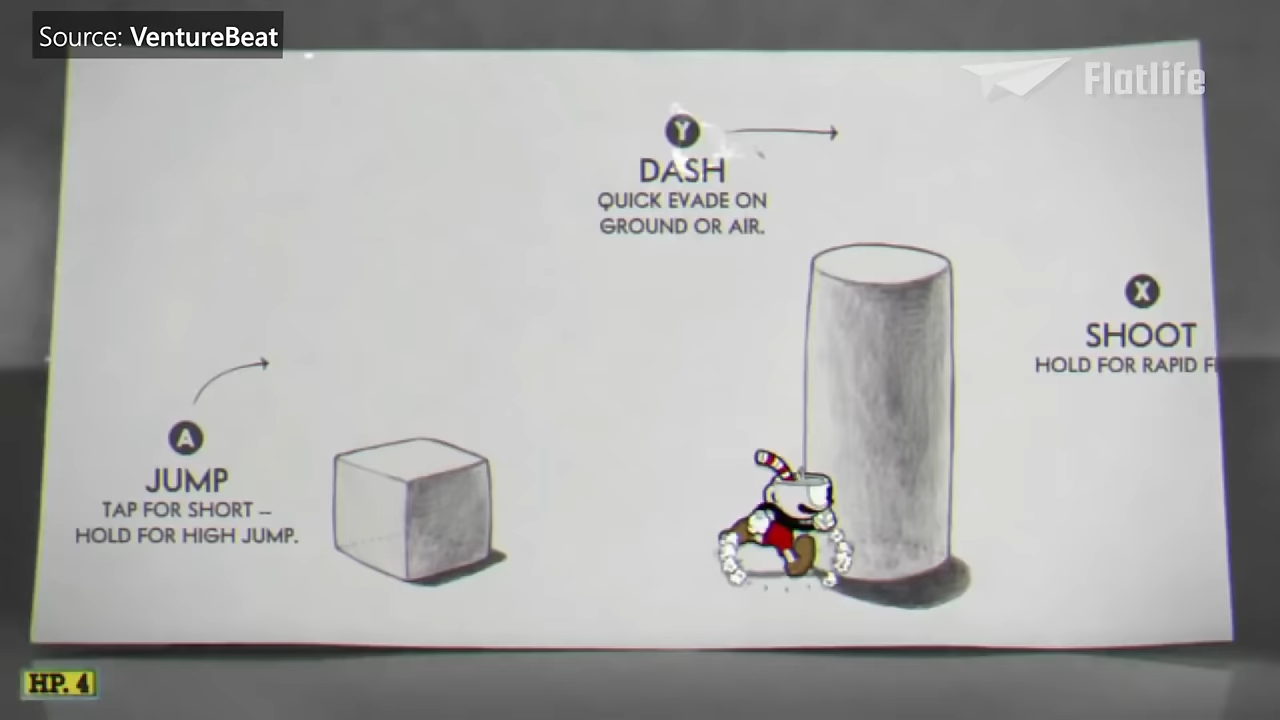 Source: VentureBeat
Flatlife
Y
DASH
QUICK EVADE ON
GROUND OR AIR.
X
SHOOT
HOLD FOR RAPID
A
JUMP
TAP FOR SHORT –
HOLD FOR HIGH JUMP.
HP. 4